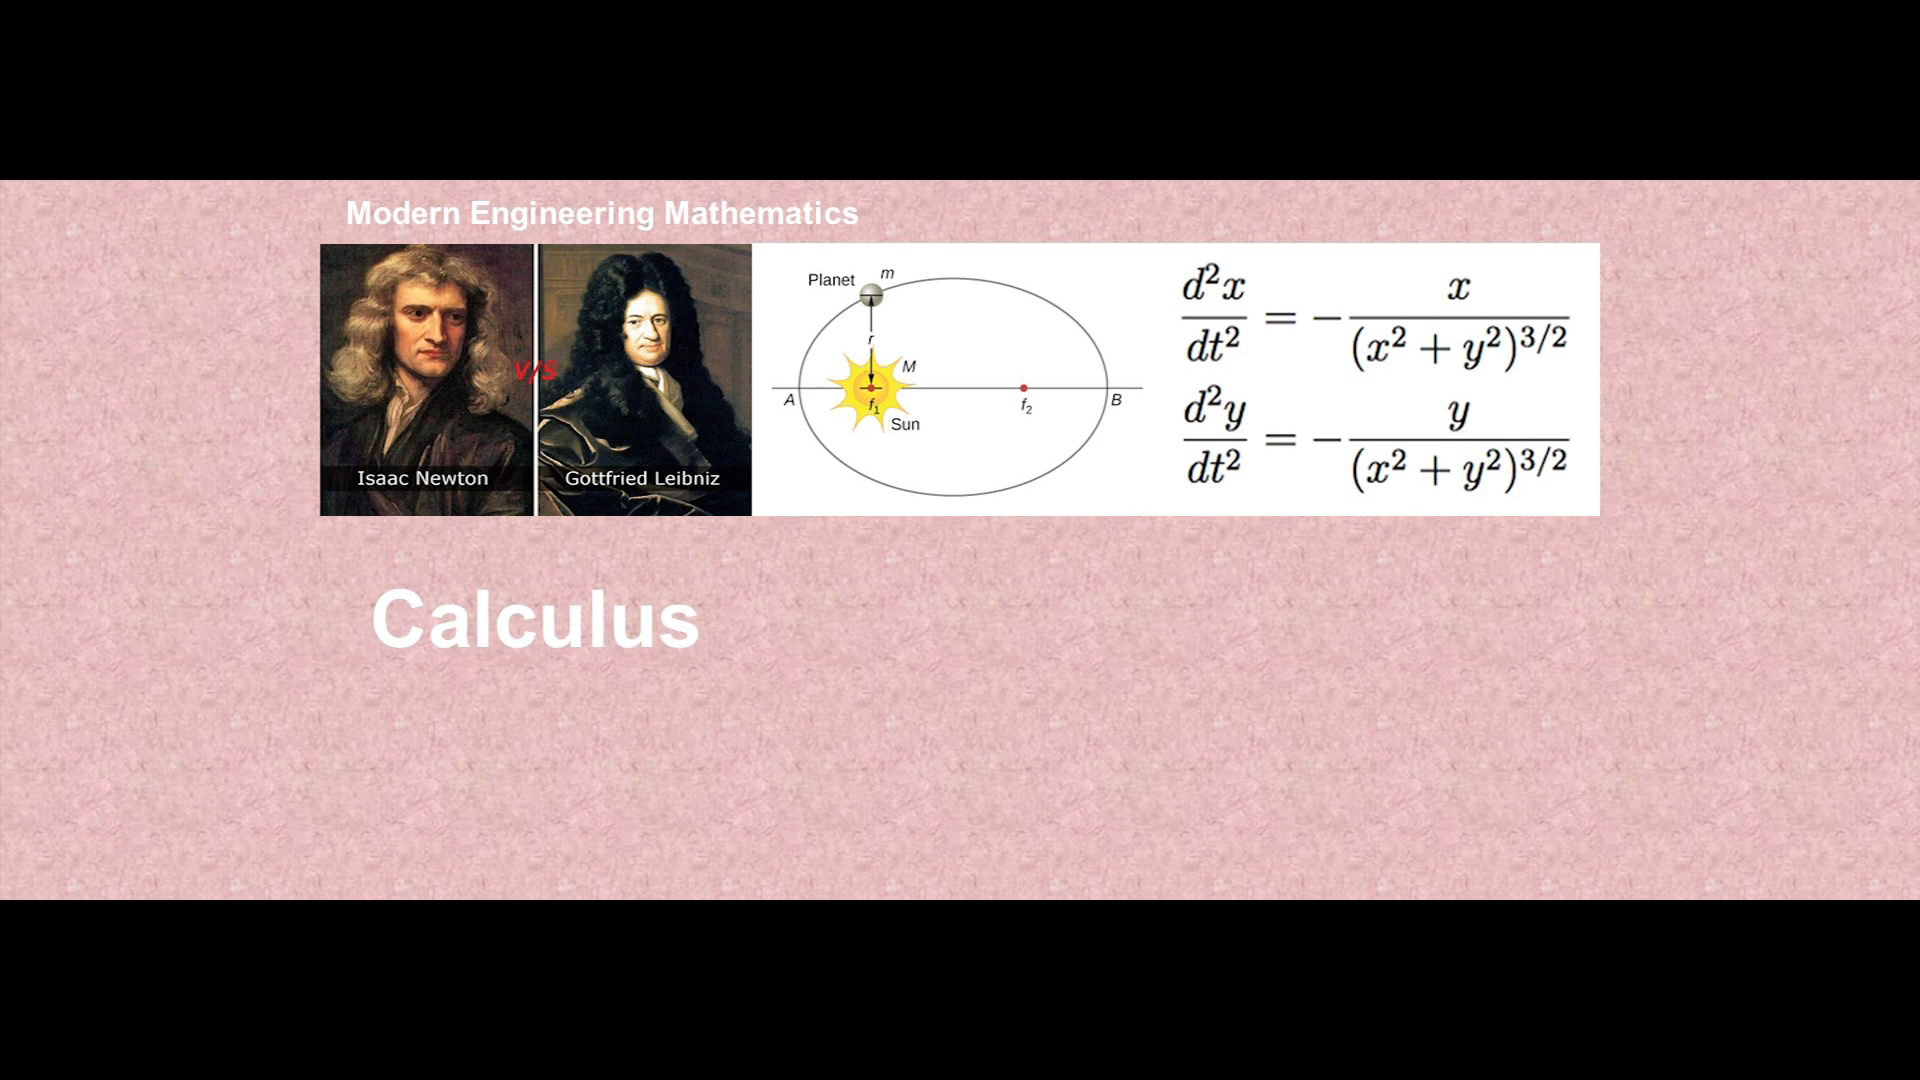 Modern Engineering Mathematics
Isaac Newton
V/S
Gottfried Leibniz
Planet
m
r
M
A
f₁
f₂
B
Sun
d²x/dt² = − x/(x² + y²)^3/2
d²y/dt² = − y/(x² + y²)^3/2
Calculus